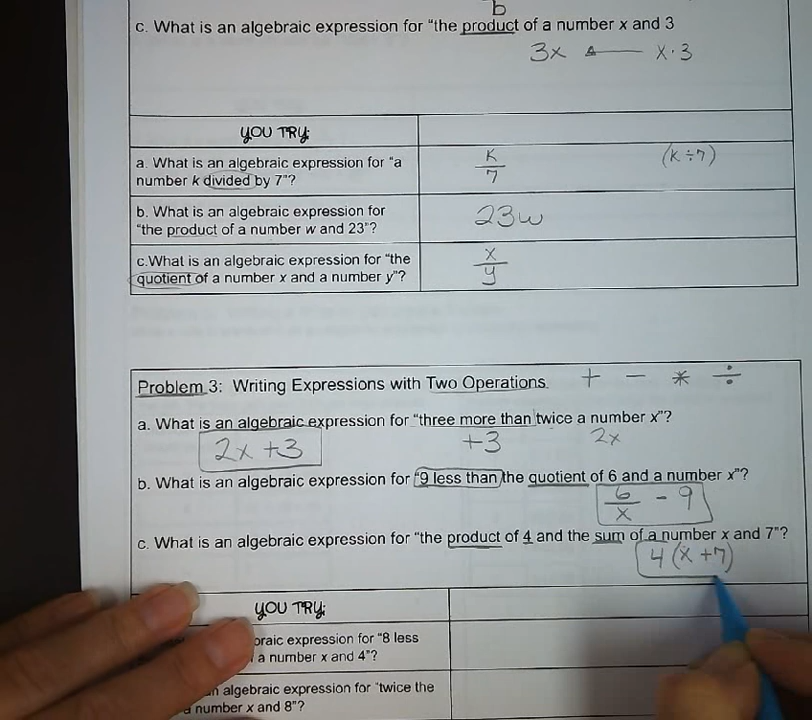 b
c. What is an algebraic expression for “the product of a number x and 3
3x x · 3
YOU TRY:
a. What is an algebraic expression for “a
number k divided by 7”?
K
7
(k ÷ 7)
b. What is an algebraic expression for
“the product of a number w and 23”?
23w
c.What is an algebraic expression for “the
quotient of a number x and a number y”?
x
y
Problem 3: Writing Expressions with Two Operations. + − * ÷
a. What is an algebraic expression for “three more than twice a number x”?
2x +3 +3 2x
b. What is an algebraic expression for “9 less than the quotient of 6 and a number x”?
6
x
− 9
c. What is an algebraic expression for “the product of 4 and the sum of a number x and 7”?
4 (x +7)
YOU TRY:
braic expression for “8 less
a number x and 4”?
algebraic expression for “twice the
number x and 8”?